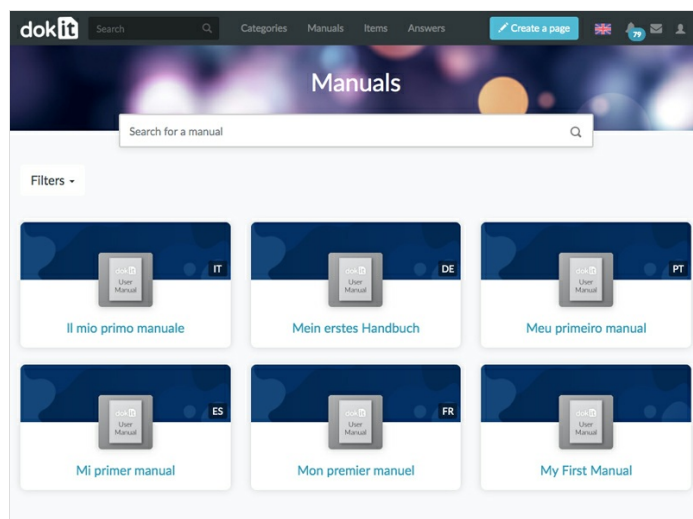 dokit
Search
Categories Manuals Items Answers
Create a page
79
Manuals
Search for a manual
Filters
IT
dokit
User
Manual
Il mio primo manuale
DE
dokit
User
Manual
Mein erstes Handbuch
PT
dokit
User
Manual
Meu primeiro manual
ES
dokit
User
Manual
Mi primer manual
FR
dokit
User
Manual
Mon premier manuel
dokit
User
Manual
My First Manual